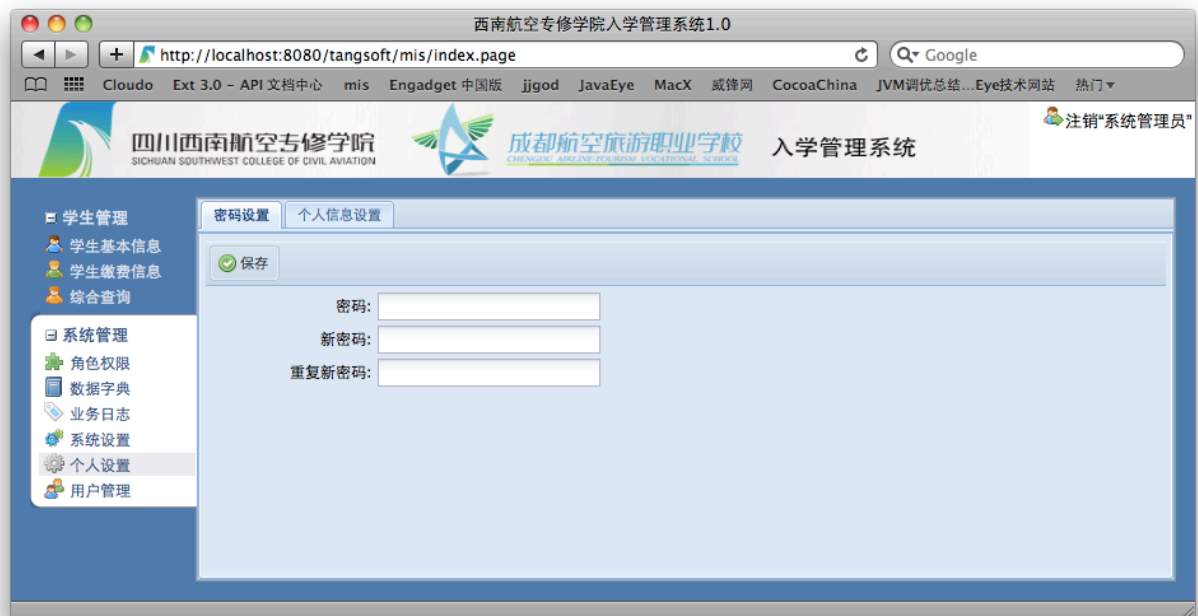 西南航空专修学院入学管理系统1.0
http://localhost:8080/tangsoft/mis/index.page
Google
Cloudo Ext 3.0 – API 文档中心 mis Engadget 中国版 jjgod JavaEye MacX 威锋网 CocoaChina JVM调优总结...Eye技术网站 热门
四川西南航空专修学院
SICHUAN SOUTHWEST COLLEGE OF CIVIL AVIATION
成都航空旅游职业学校
CHENGDU AIRLINE-TOURISM VOCATIONAL SCHOOL
入学管理系统
注销“系统管理员”
学生管理
学生基本信息
学生缴费信息
综合查询
系统管理
角色权限
数据字典
业务日志
系统设置
个人设置
用户管理
密码设置 个人信息设置
保存
密码:
新密码:
重复新密码: